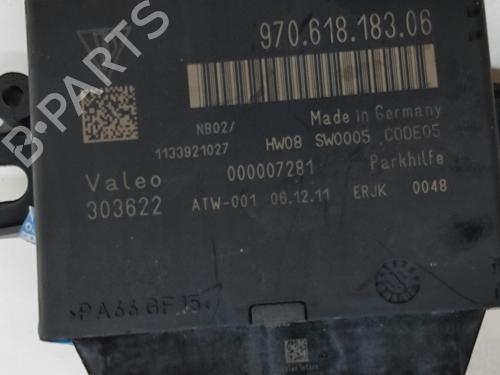 970.618.183.06
NB02/
Made in Germany
1133921027
HW08 SW0005 CODE05
Valeo
000007281
Parkhilfe
303622
ATW-001 06.12.11 ERJK 0048
>PA66GF15<